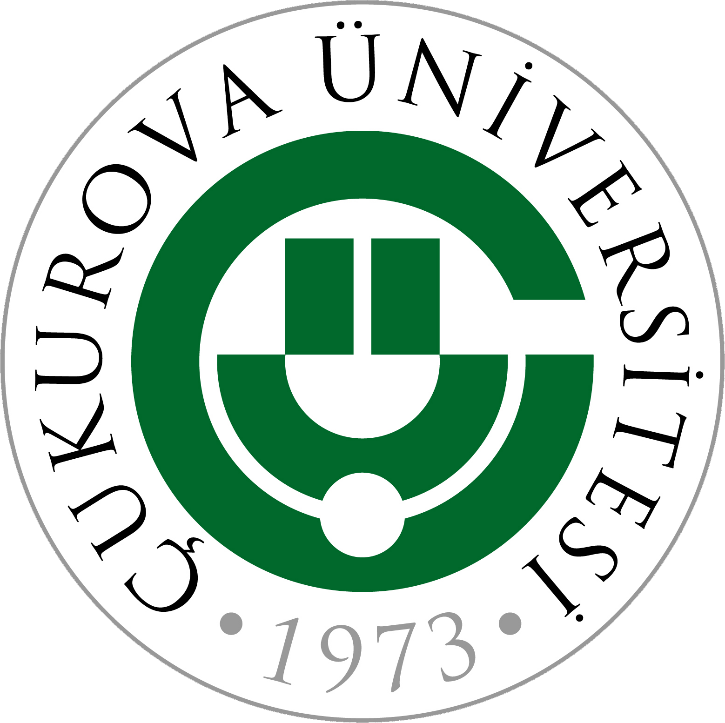 ÇUKUROVA ÜNİVERSİTESİ
• 1973 •